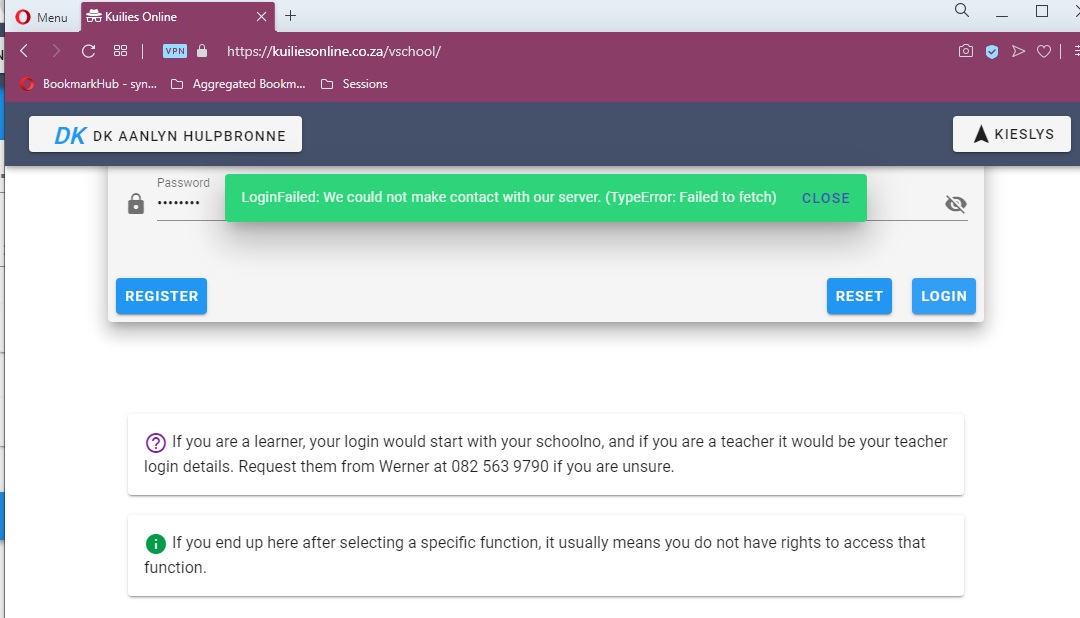 Menu
Kuilies Online
VPN
https://kuiliesonline.co.za/vschool/
BookmarkHub - syn...
Aggregated Bookm...
Sessions
DK DK AANLYN HULPBRONNE
KIESLYS
Password
••••••••
LoginFailed: We could not make contact with our server. (TypeError: Failed to fetch)
CLOSE
REGISTER
RESET
LOGIN
If you are a learner, your login would start with your schoolno, and if you are a teacher it would be your teacher
login details. Request them from Werner at 082 563 9790 if you are unsure.
If you end up here after selecting a specific function, it usually means you do not have rights to access that
function.